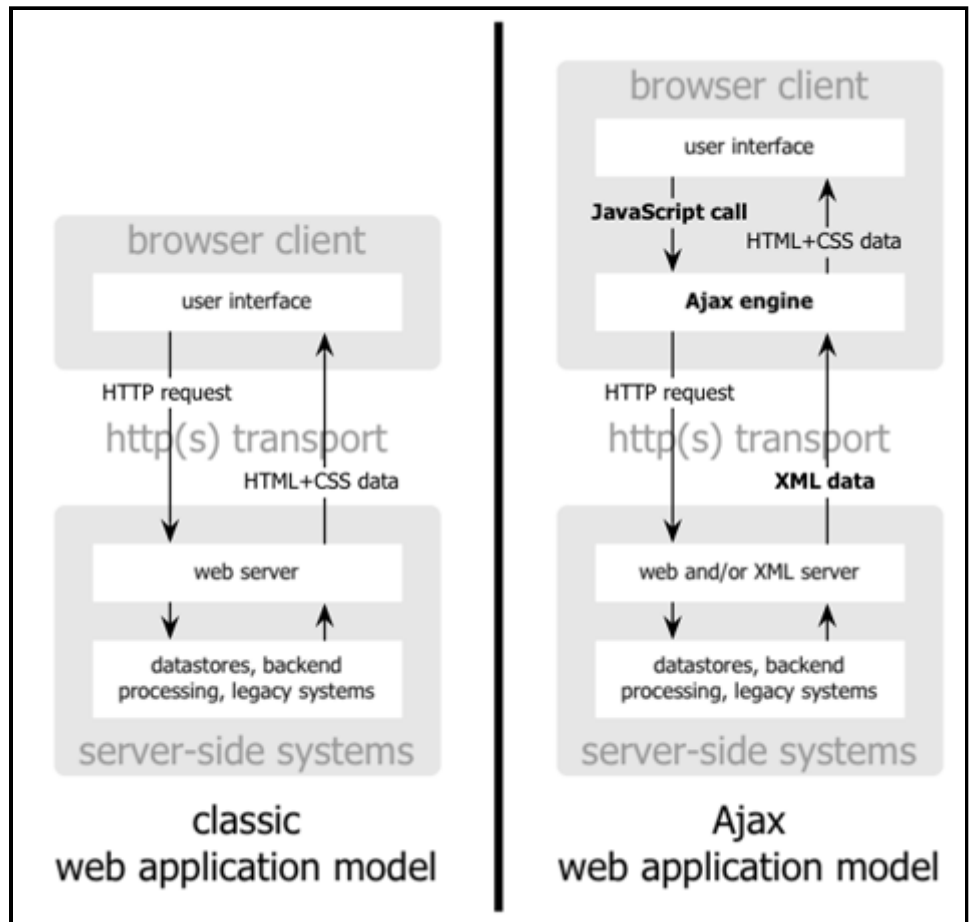 browser client
user interface
HTTP request
http(s) transport
HTML+CSS data
web server
datastores, backend
processing, legacy systems
server-side systems
classic
web application model
browser client
user interface
JavaScript call
HTML+CSS data
Ajax engine
HTTP request
http(s) transport
XML data
web and/or XML server
datastores, backend
processing, legacy systems
server-side systems
Ajax
web application model